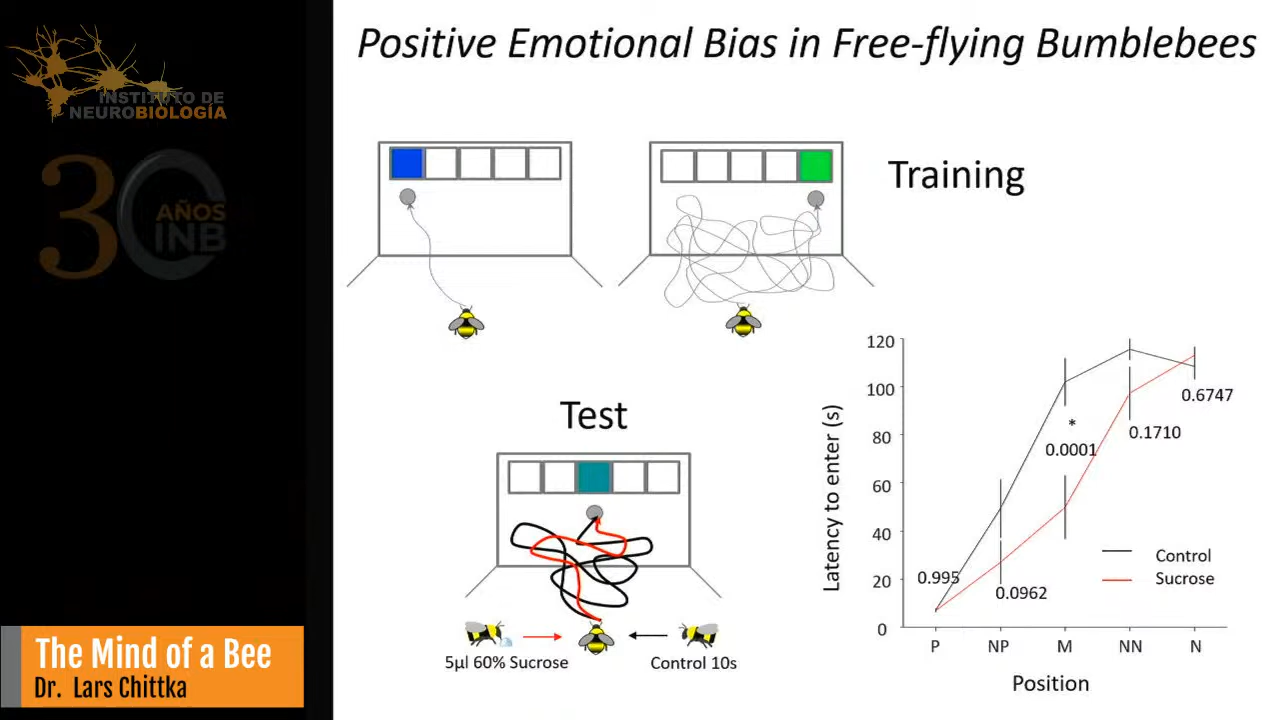 Positive Emotional Bias in Free-flying Bumblebees
INSTITUTO DE
NEUROBIOLOGÍA
30
AÑOS
INB
Training
Test
5µl 60% Sucrose
Control 10s
Latency to enter (s)
120
100
80
60
40
20
0
0.995
0.0962
*
0.0001
0.1710
0.6747
Control
Sucrose
P NP M NN N
Position
The Mind of a Bee
Dr. Lars Chittka